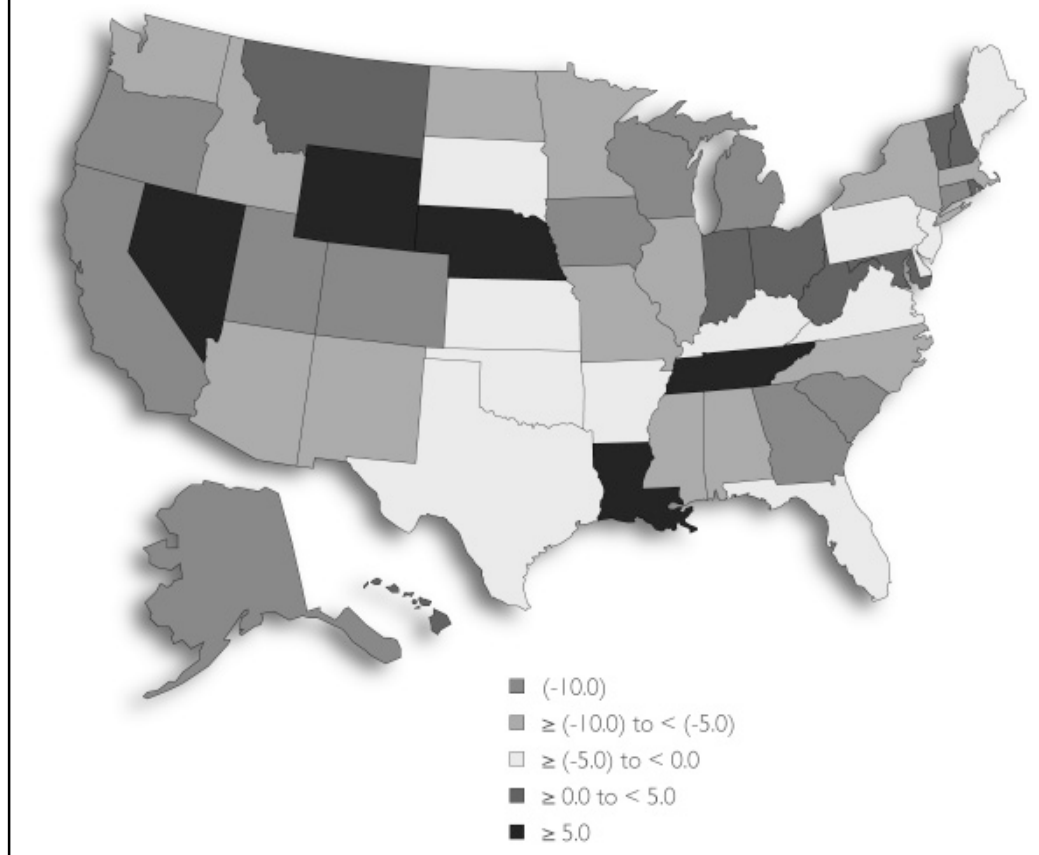 (-10.0)
≥ (-10.0) to < (-5.0)
≥ (-5.0) to < 0.0
≥ 0.0 to < 5.0
≥ 5.0